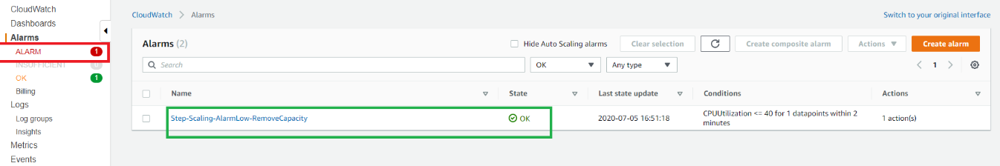 CloudWatch
Dashboards
Alarms
ALARM 1
INSUFFICIENT 0
OK 1
Billing
Logs
Log groups
Insights
Metrics
Events
CloudWatch > Alarms
Switch to your original interface
Alarms (2)
Hide Auto Scaling alarms
Clear selection
Create composite alarm
Actions
Create alarm
Search
OK
Any type
1
Name State Last state update Conditions Actions
Step-Scaling-AlarmLow-RemoveCapacity OK 2020-07-05 16:51:18 CPUUtilization <= 40 for 1 datapoints within 2
minutes
1 action(s)